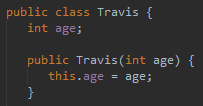 public class Travis {
    int age;

    public Travis(int age) {
        this.age = age;
    }